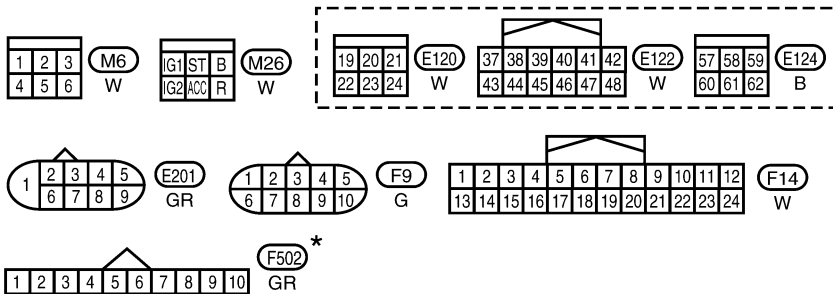 1 2 3
4 5 6
M6
W
IG1 ST B
IG2 ACC R
M26
W
19 20 21
22 23 24
E120
W
37 38 39 40 41 42
43 44 45 46 47 48
E122
W
57 58 59
60 61 62
E124
B
1
2 3 4 5
6 7 8 9
E201
GR
1 2 3 4 5
6 7 8 9 10
F9
G
1 2 3 4 5 6 7 8 9 10 11 12
13 14 15 16 17 18 19 20 21 22 23 24
F14
W
1 2 3 4 5 6 7 8 9 10
F502 *
GR